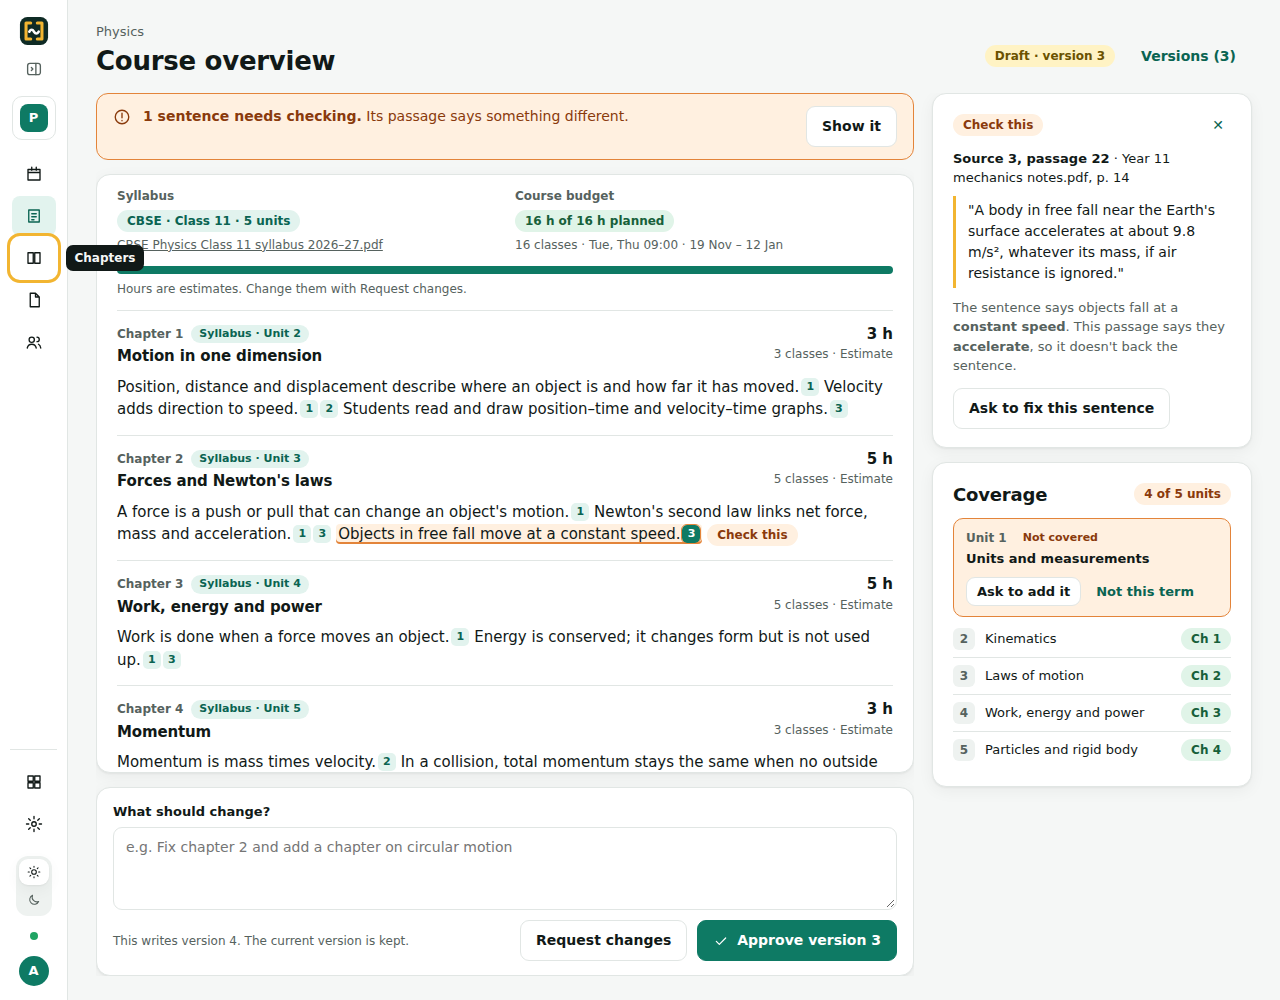 Physics
Course overview
Draft · version 3
Versions (3)
P
1 sentence needs checking. Its passage says something different.
Show it
Syllabus
CBSE · Class 11 · 5 units
CBSE Physics Class 11 syllabus 2026–27.pdf
Course budget
16 h of 16 h planned
16 classes · Tue, Thu 09:00 · 19 Nov – 12 Jan
Chapters
Hours are estimates. Change them with Request changes.
Chapter 1 Syllabus · Unit 2
3 h
Motion in one dimension
3 classes · Estimate
Position, distance and displacement describe where an object is and how far it has moved. 1 Velocity
adds direction to speed. 1 2 Students read and draw position–time and velocity–time graphs. 3
Chapter 2 Syllabus · Unit 3
5 h
Forces and Newton's laws
5 classes · Estimate
A force is a push or pull that can change an object's motion. 1 Newton's second law links net force,
mass and acceleration. 1 3 Objects in free fall move at a constant speed. 3 Check this
Chapter 3 Syllabus · Unit 4
5 h
Work, energy and power
5 classes · Estimate
Work is done when a force moves an object. 1 Energy is conserved; it changes form but is not used
up. 1 3
Chapter 4 Syllabus · Unit 5
3 h
Momentum
3 classes · Estimate
Momentum is mass times velocity. 2 In a collision, total momentum stays the same when no outside
What should change?
e.g. Fix chapter 2 and add a chapter on circular motion
This writes version 4. The current version is kept.
Request changes
Approve version 3
A
Check this
Source 3, passage 22 · Year 11
mechanics notes.pdf, p. 14
"A body in free fall near the Earth's
surface accelerates at about 9.8
m/s², whatever its mass, if air
resistance is ignored."
The sentence says objects fall at a
constant speed. This passage says they
accelerate, so it doesn't back the
sentence.
Ask to fix this sentence
Coverage
4 of 5 units
Unit 1 Not covered
Units and measurements
Ask to add it
Not this term
2 Kinematics Ch 1
3 Laws of motion Ch 2
4 Work, energy and power Ch 3
5 Particles and rigid body Ch 4